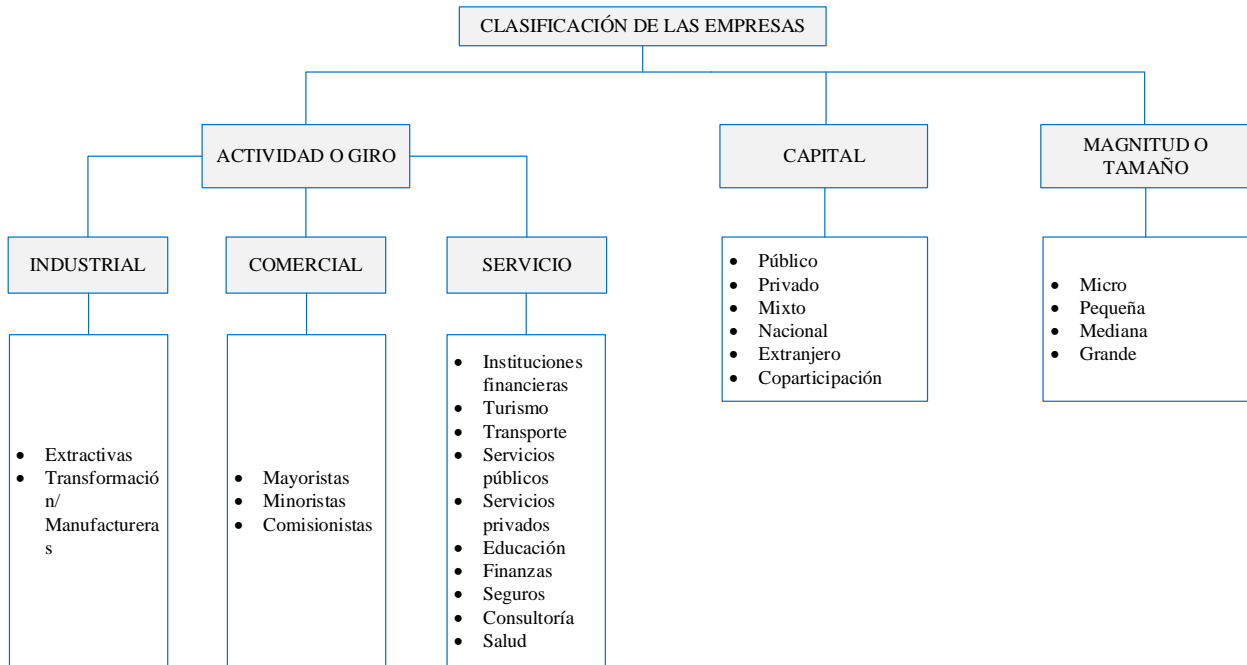 CLASIFICACIÓN DE LAS EMPRESAS
ACTIVIDAD O GIRO
CAPITAL
MAGNITUD O
TAMAÑO
INDUSTRIAL
COMERCIAL
SERVICIO
• Extractivas
• Transformació
n/
Manufacturera
s
• Mayoristas
• Minoristas
• Comisionistas
• Instituciones
financieras
• Turismo
• Transporte
• Servicios
públicos
• Servicios
privados
• Educación
• Finanzas
• Seguros
• Consultoría
• Salud
• Público
• Privado
• Mixto
• Nacional
• Extranjero
• Coparticipación
• Micro
• Pequeña
• Mediana
• Grande